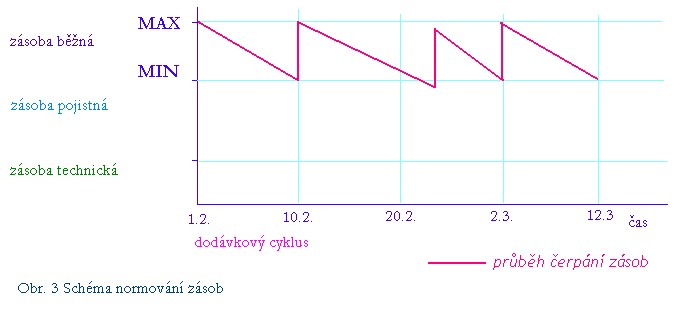 MAX
zásoba běžná
MIN
zásoba pojistná
zásoba technická
1.2.
10.2.
20.2.
2.3.
12.3
čas
dodávkový cyklus
průběh čerpání zásob
Obr. 3 Schéma normování zásob